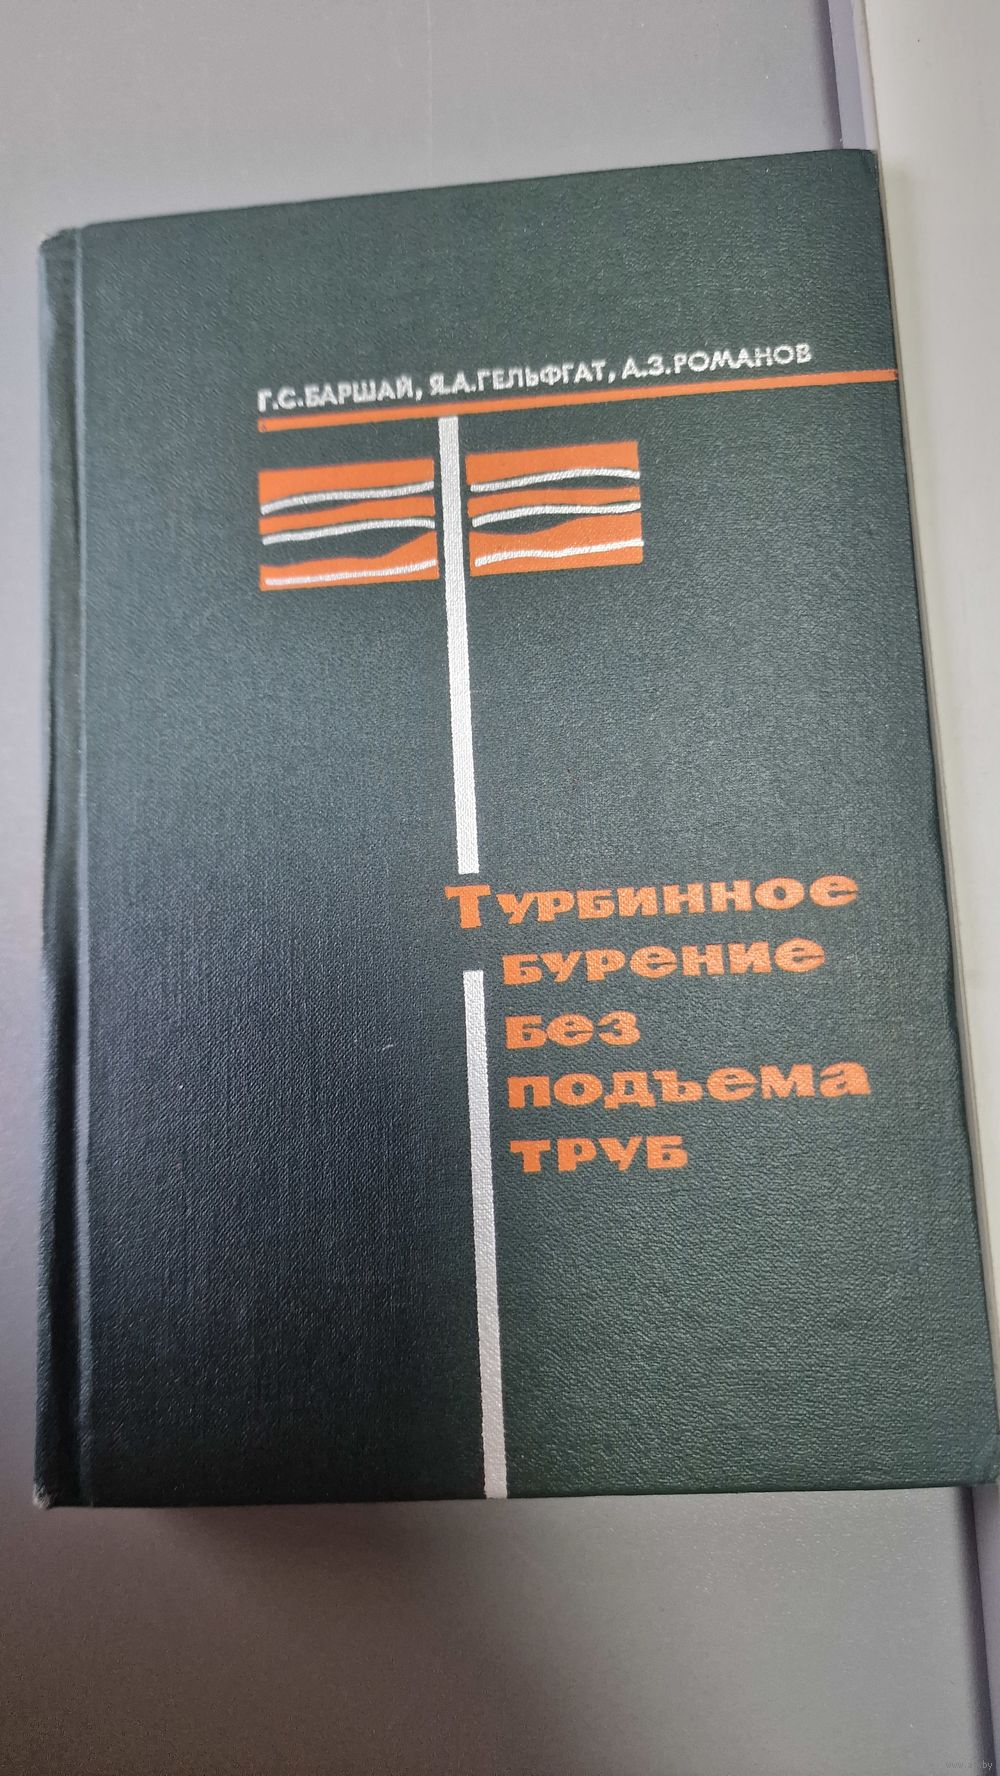 Г.С.БАРШАЙ, Я.А.ГЕЛЬФГАТ, А.З.РОМАНОВ
Турбинное
бурение
без
подъема
труб